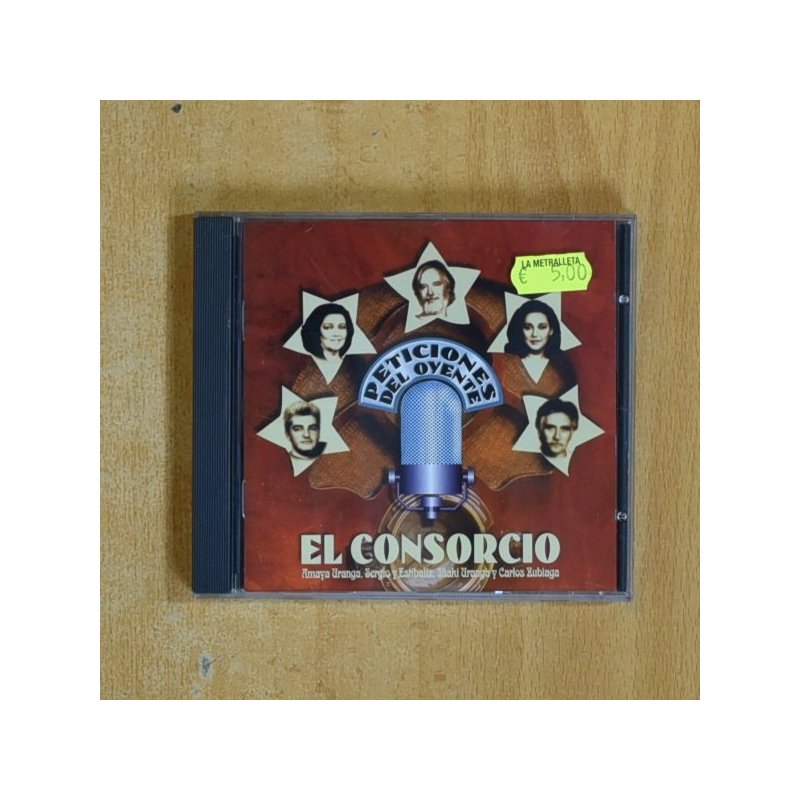 LA METRALLETA
€ 5,00
PETICIONES
DEL OYENTE
EL CONSORCIO
Amaya Uranga, Sergio y Estíbaliz, Iñaki Uranga y Carlos Zubiaga